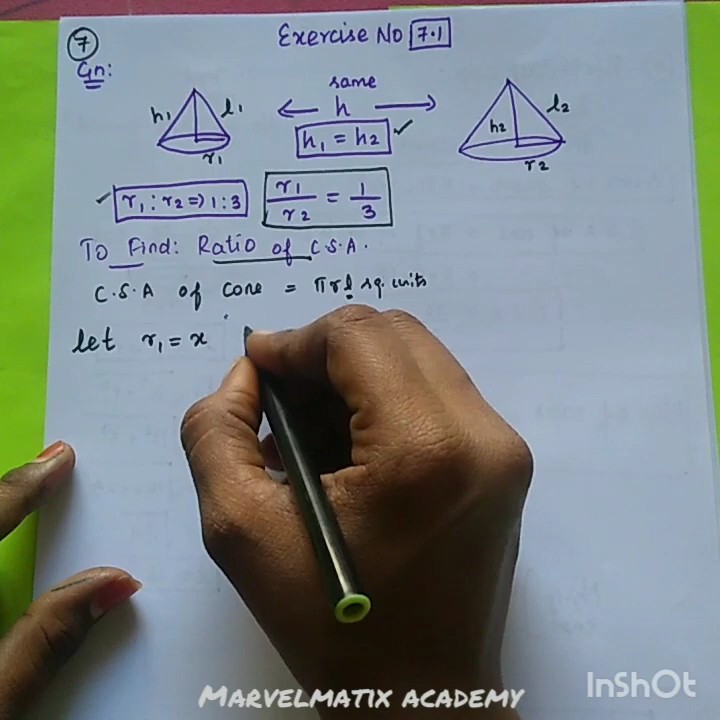 7 Exercise No 7.1
Gn:
same
h₁ l₁ h h₂ l₂
h₁ = h₂
r₁ r₂
r₁ : r₂ => 1 : 3 r₁/r₂ = 1/3
To Find: Ratio of C.S.A.
C.S.A of Cone = πrl sq. units
let r₁ = x
MARVELMATIX ACADEMY
InShOt